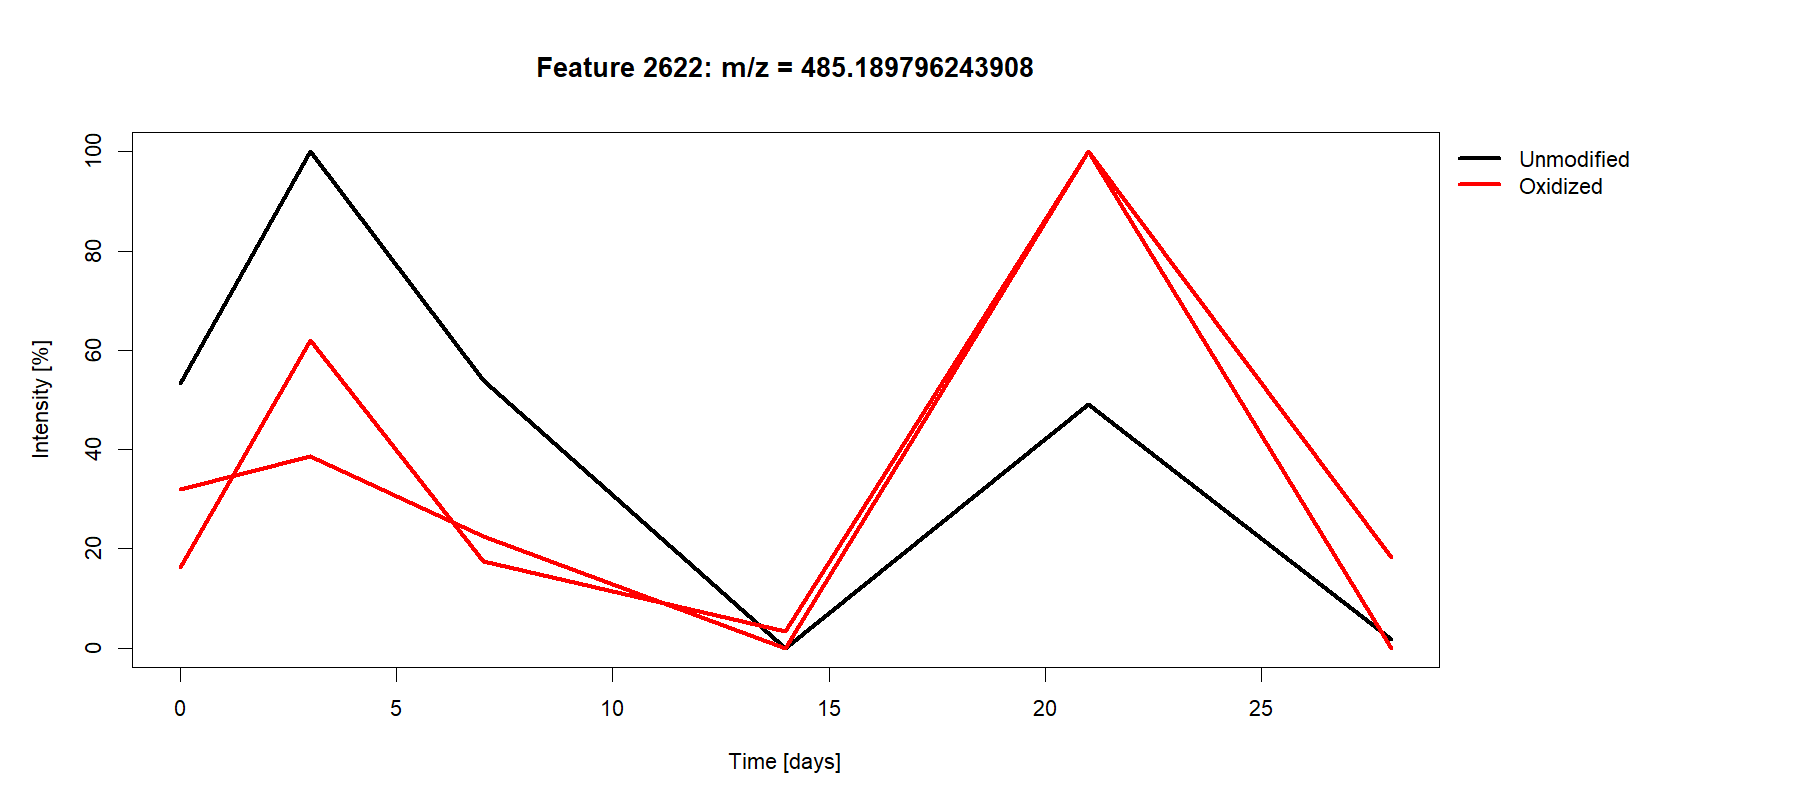 Feature 2622: m/z = 485.189796243908
Unmodified
Oxidized
Intensity [%]
100
80
60
40
20
0
0 5 10 15 20 25
Time [days]